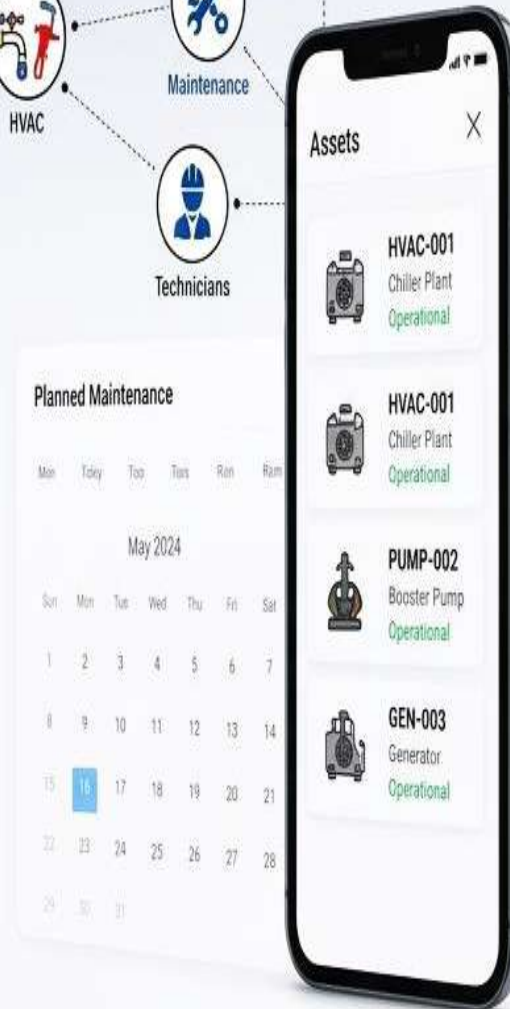 HVAC
Maintenance
Technicians
Planned Maintenance
May 2024
Sun Mon Tue Wed Thu Fri Sat
1 2 3 4 5 6 7
8 9 10 11 12 13 14
15 16 17 18 19 20 21
22 23 24 25 26 27 28
29 30 31
Assets
HVAC-001
Chiller Plant
Operational
HVAC-001
Chiller Plant
Operational
PUMP-002
Booster Pump
Operational
GEN-003
Generator
Operational